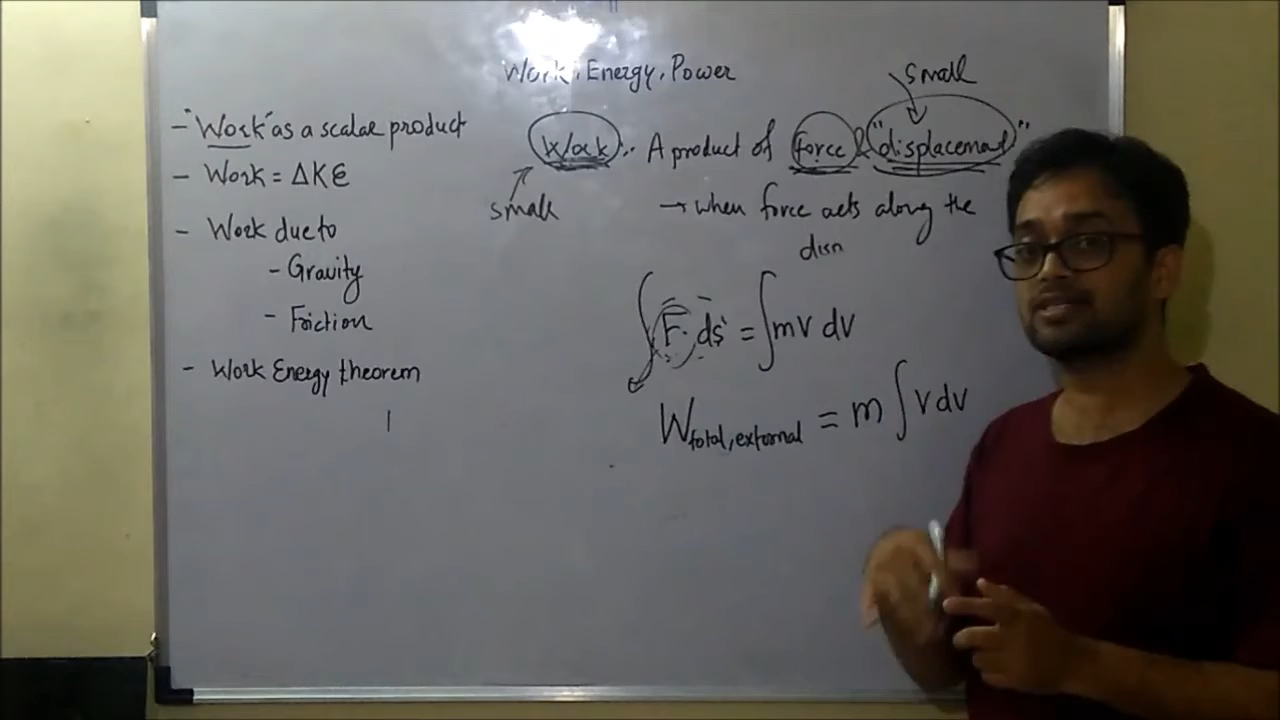 Work, Energy, Power
- "Work" as a scalar product
- Work = ΔKE
- Work due to
- Gravity
- Friction
- Work Energy theorem
small
Work :- A product of force & "displacement"
small
→ when force acts along the
disn
∫ F̄ · ds̄ = ∫ mv dv
W total, external = m ∫ v dv